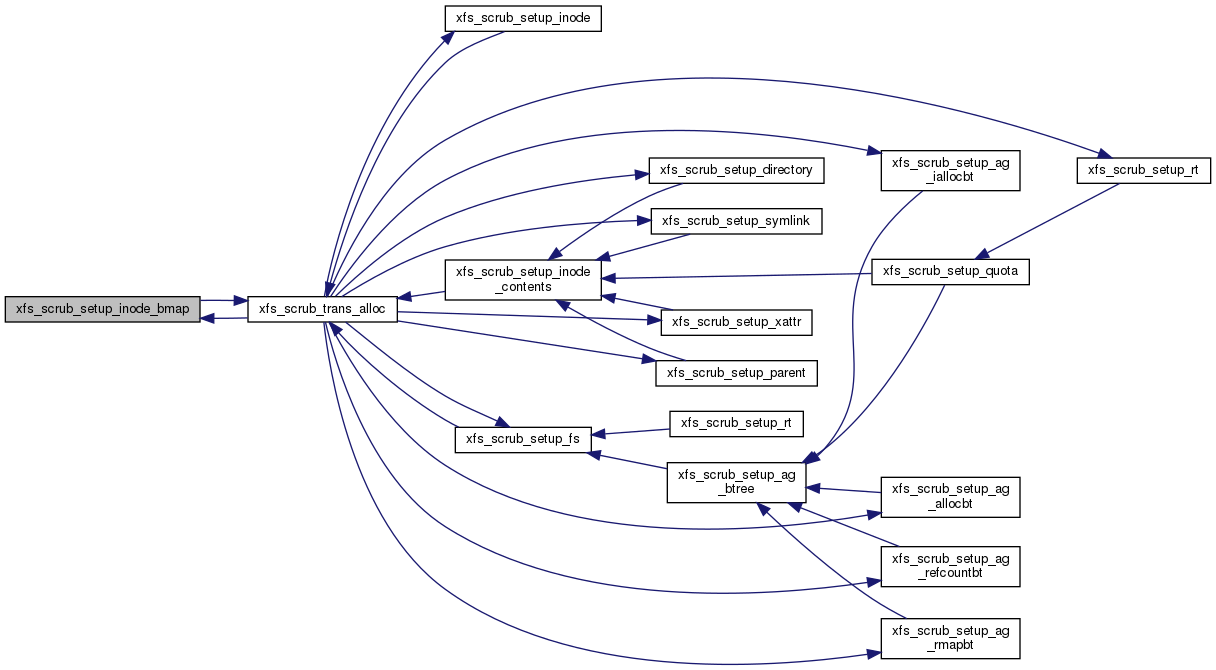 xfs_scrub_setup_inode
xfs_scrub_setup_directory
xfs_scrub_setup_ag
_iallocbt
xfs_scrub_setup_rt
xfs_scrub_setup_symlink
xfs_scrub_setup_inode
_contents
xfs_scrub_setup_quota
xfs_scrub_setup_inode_bmap
xfs_scrub_trans_alloc
xfs_scrub_setup_xattr
xfs_scrub_setup_parent
xfs_scrub_setup_rt
xfs_scrub_setup_fs
xfs_scrub_setup_ag
_btree
xfs_scrub_setup_ag
_allocbt
xfs_scrub_setup_ag
_refcountbt
xfs_scrub_setup_ag
_rmapbt